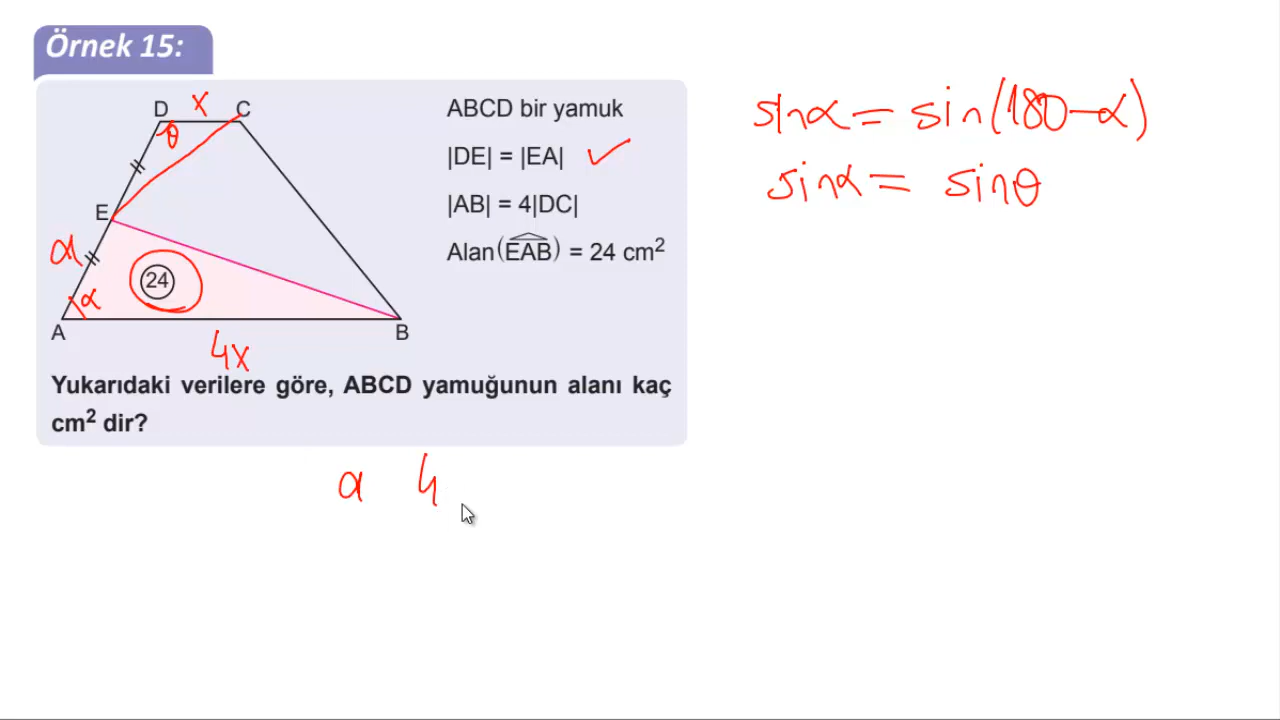 Örnek 15:
D x C
θ
E
a
24
α
A B
4x
ABCD bir yamuk
|DE| = |EA| ✓
|AB| = 4|DC|
Alan(EAB) = 24 cm²
Yukarıdaki verilere göre, ABCD yamuğunun alanı kaç
cm² dir?
a 4
sinα = sin(180-α)
sinα = sinθ